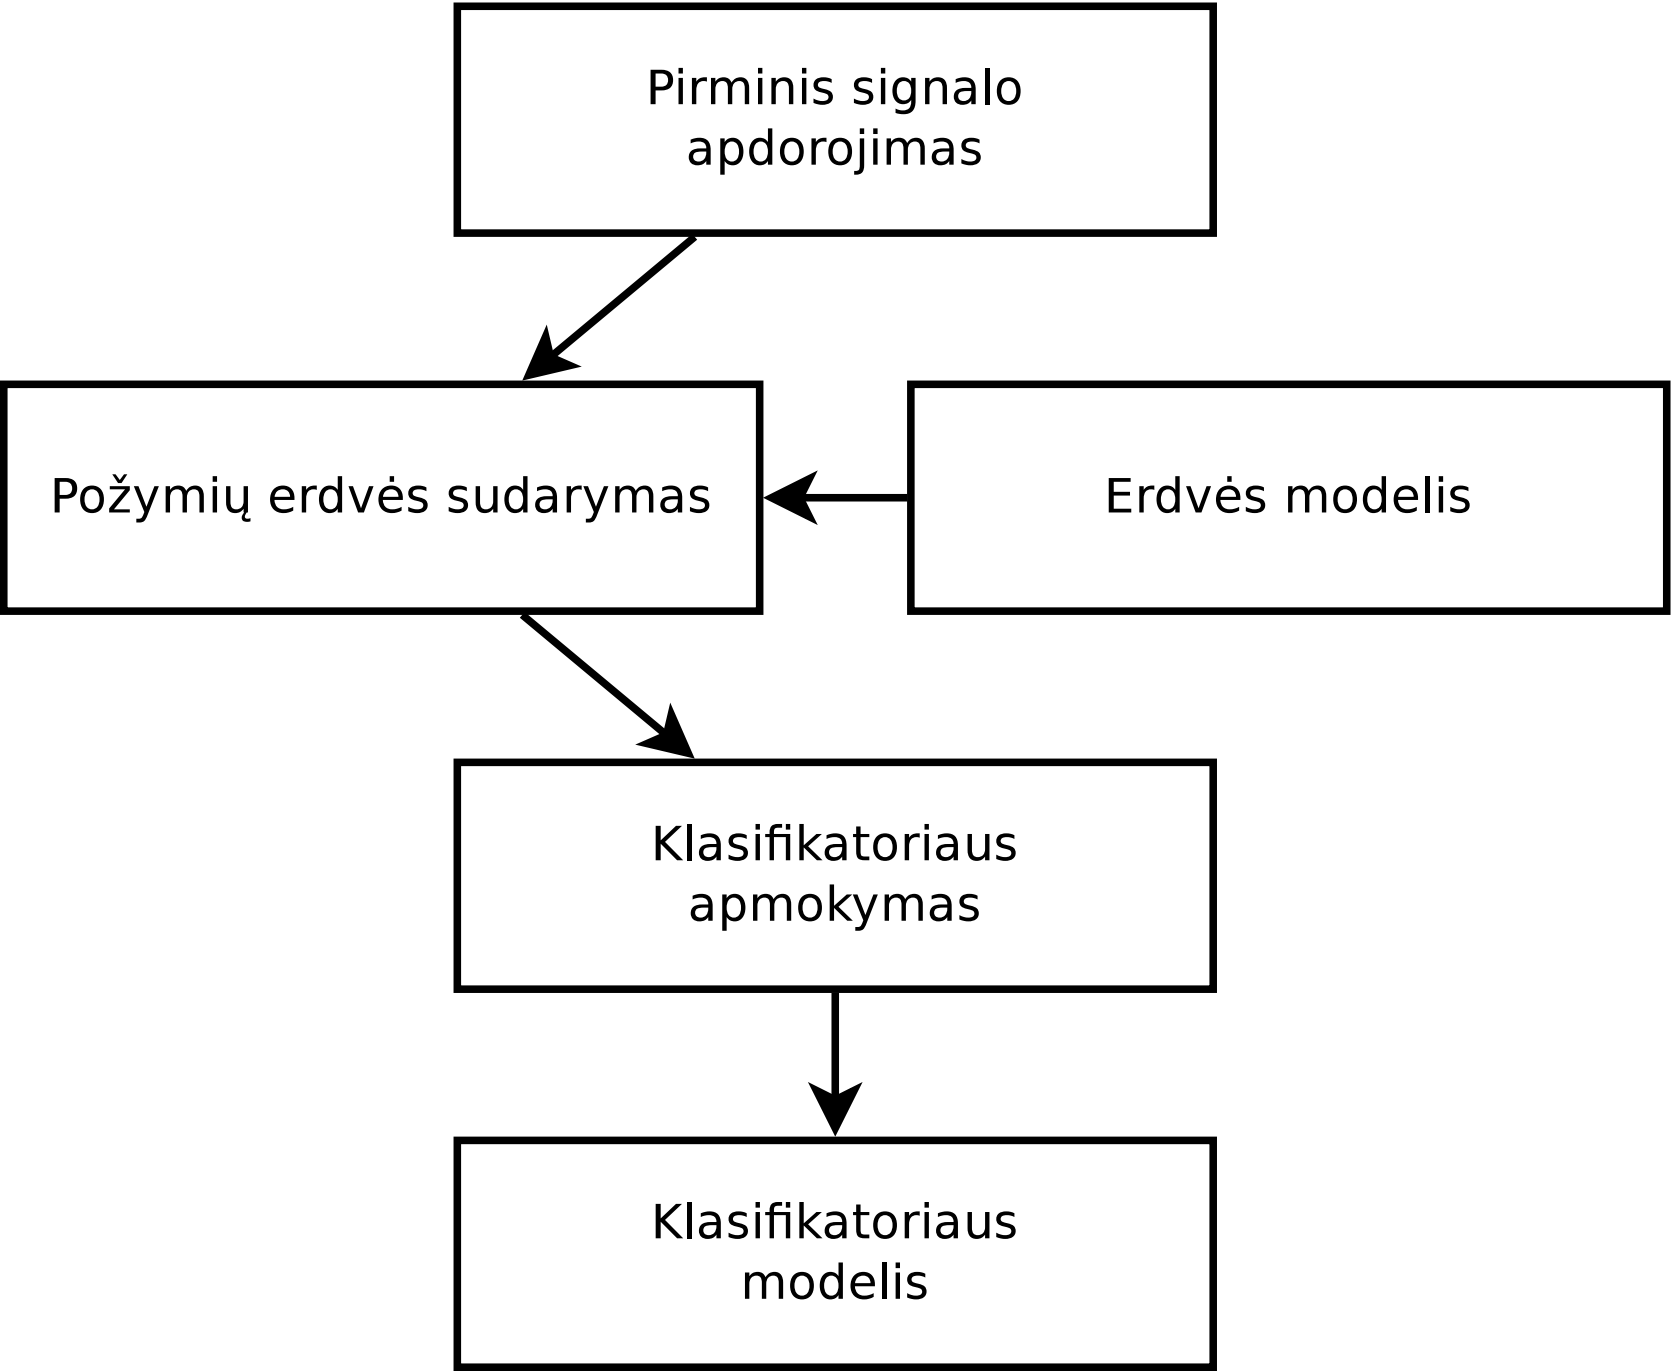 Pirminis signalo
apdorojimas
Požymių erdvės sudarymas
Erdvės modelis
Klasifikatoriaus
apmokymas
Klasifikatoriaus
modelis